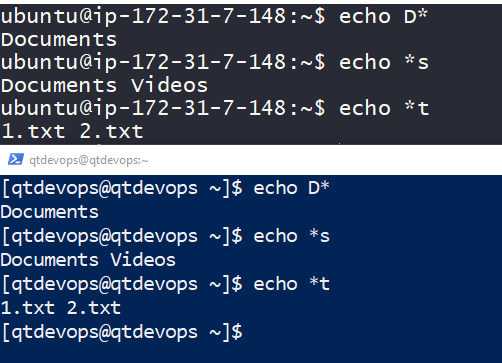 ubuntu@ip-172-31-7-148:~$ echo D*
Documents
ubuntu@ip-172-31-7-148:~$ echo *s
Documents Videos
ubuntu@ip-172-31-7-148:~$ echo *t
1.txt 2.txt
qtdevops@qtdevops:~
[qtdevops@qtdevops ~]$ echo D*
Documents
[qtdevops@qtdevops ~]$ echo *s
Documents Videos
[qtdevops@qtdevops ~]$ echo *t
1.txt 2.txt
[qtdevops@qtdevops ~]$